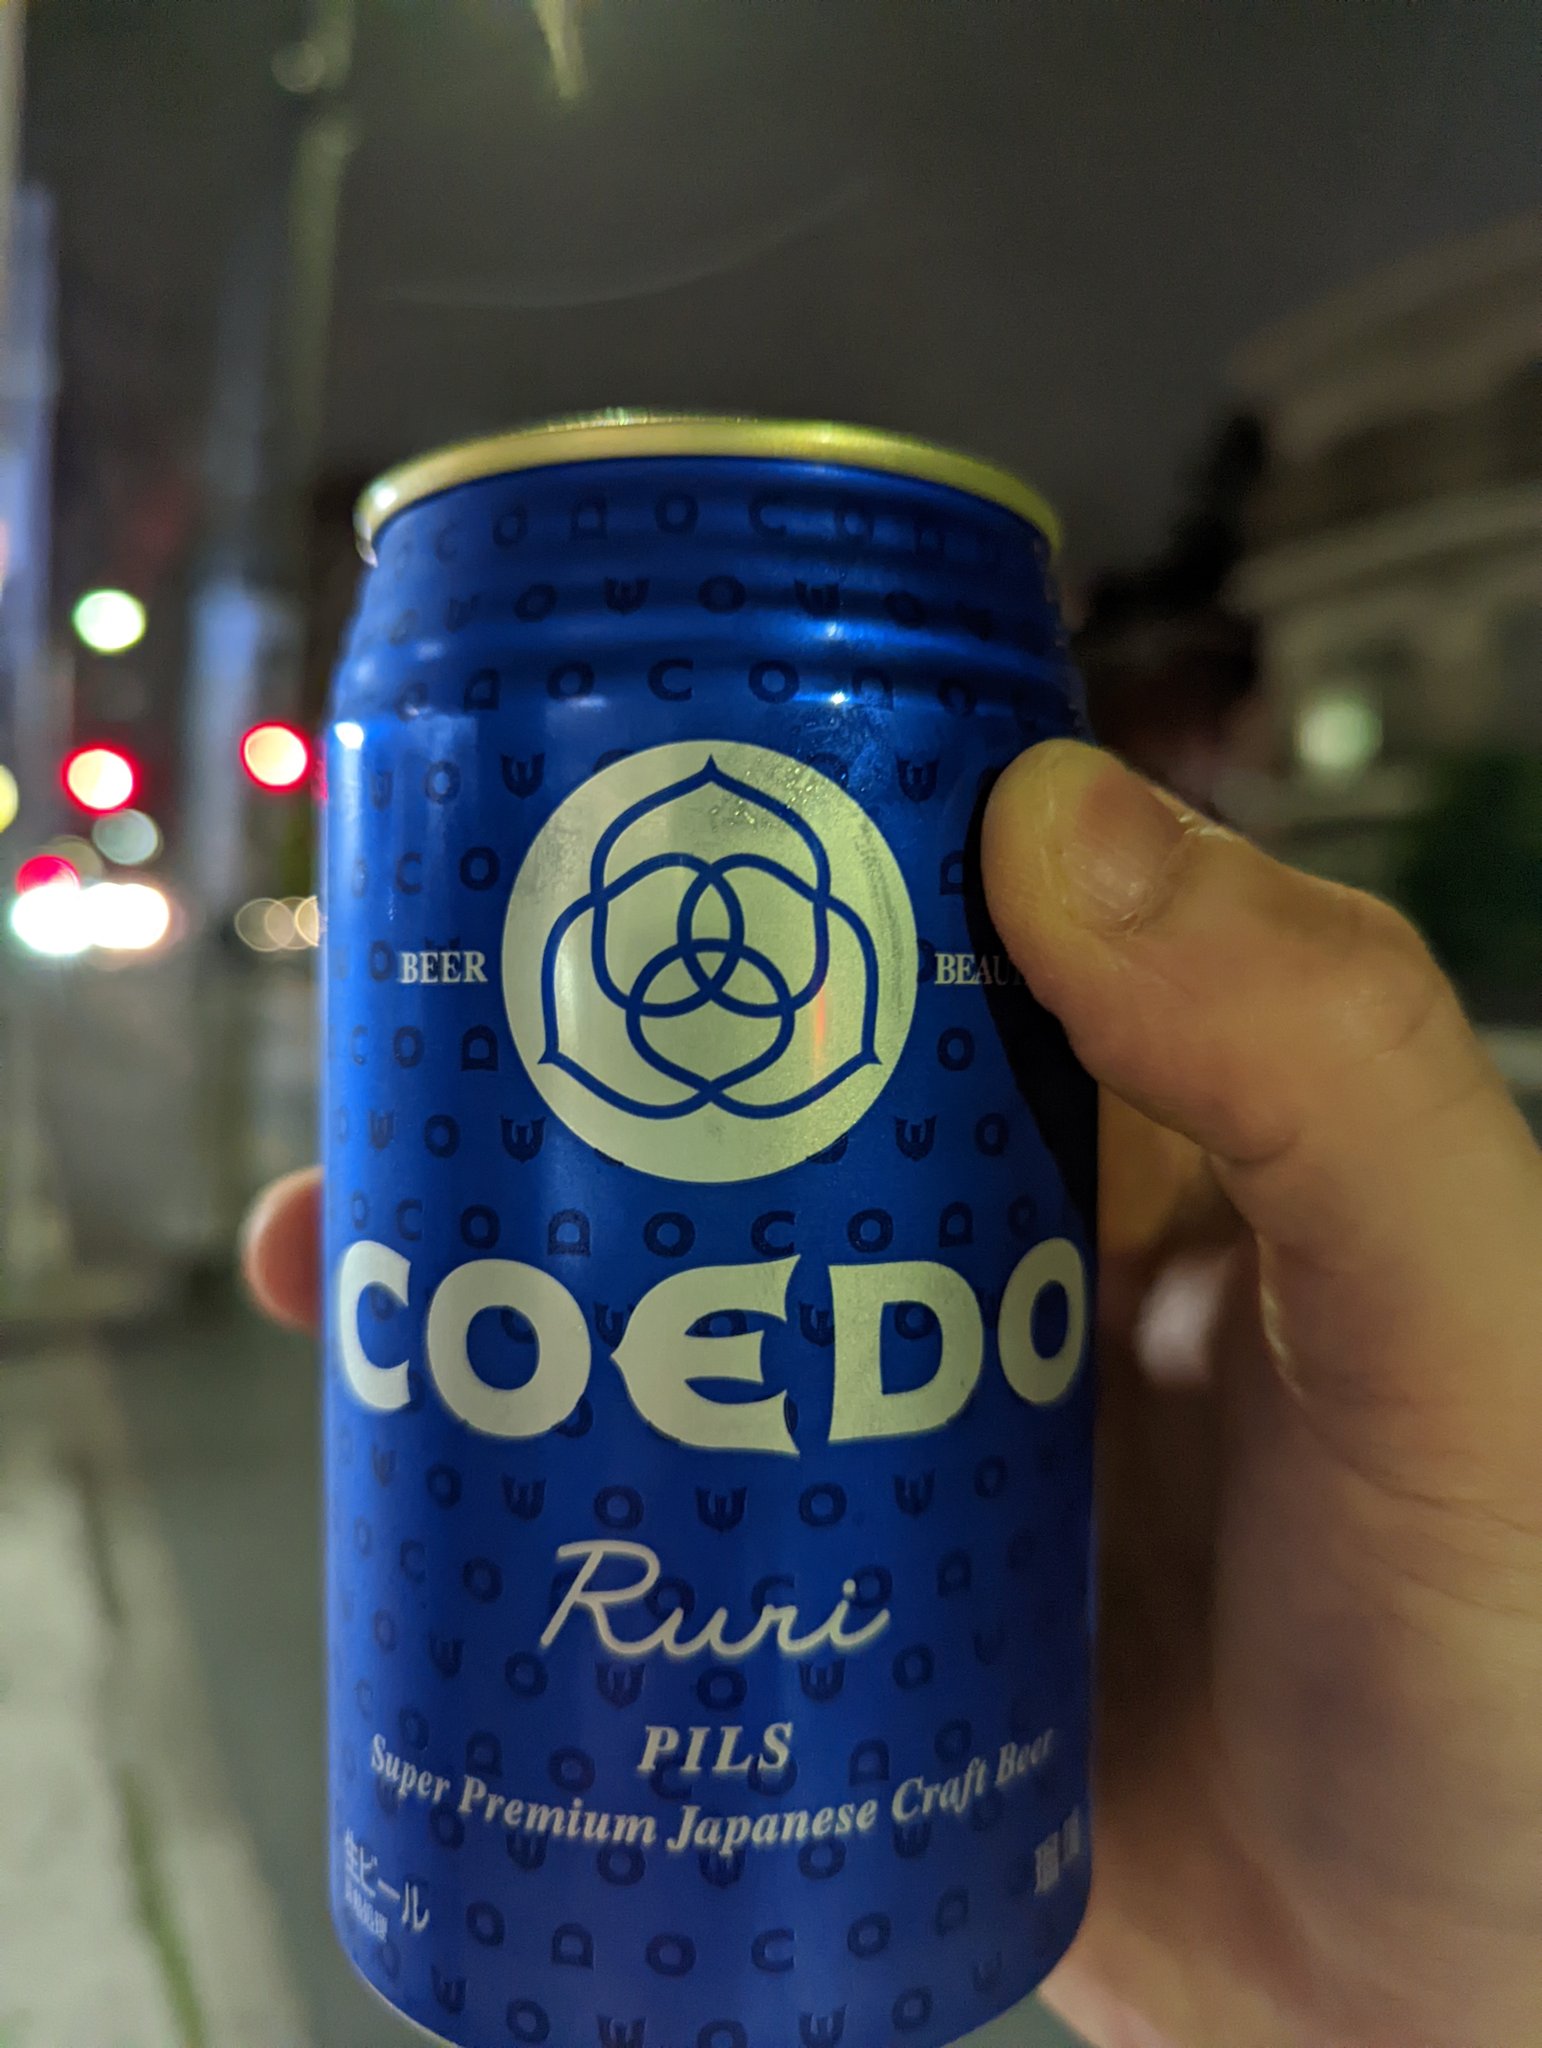 BEER
COEDO
Ruri
PILS
Super Premium Japanese Craft Beer
生ビール